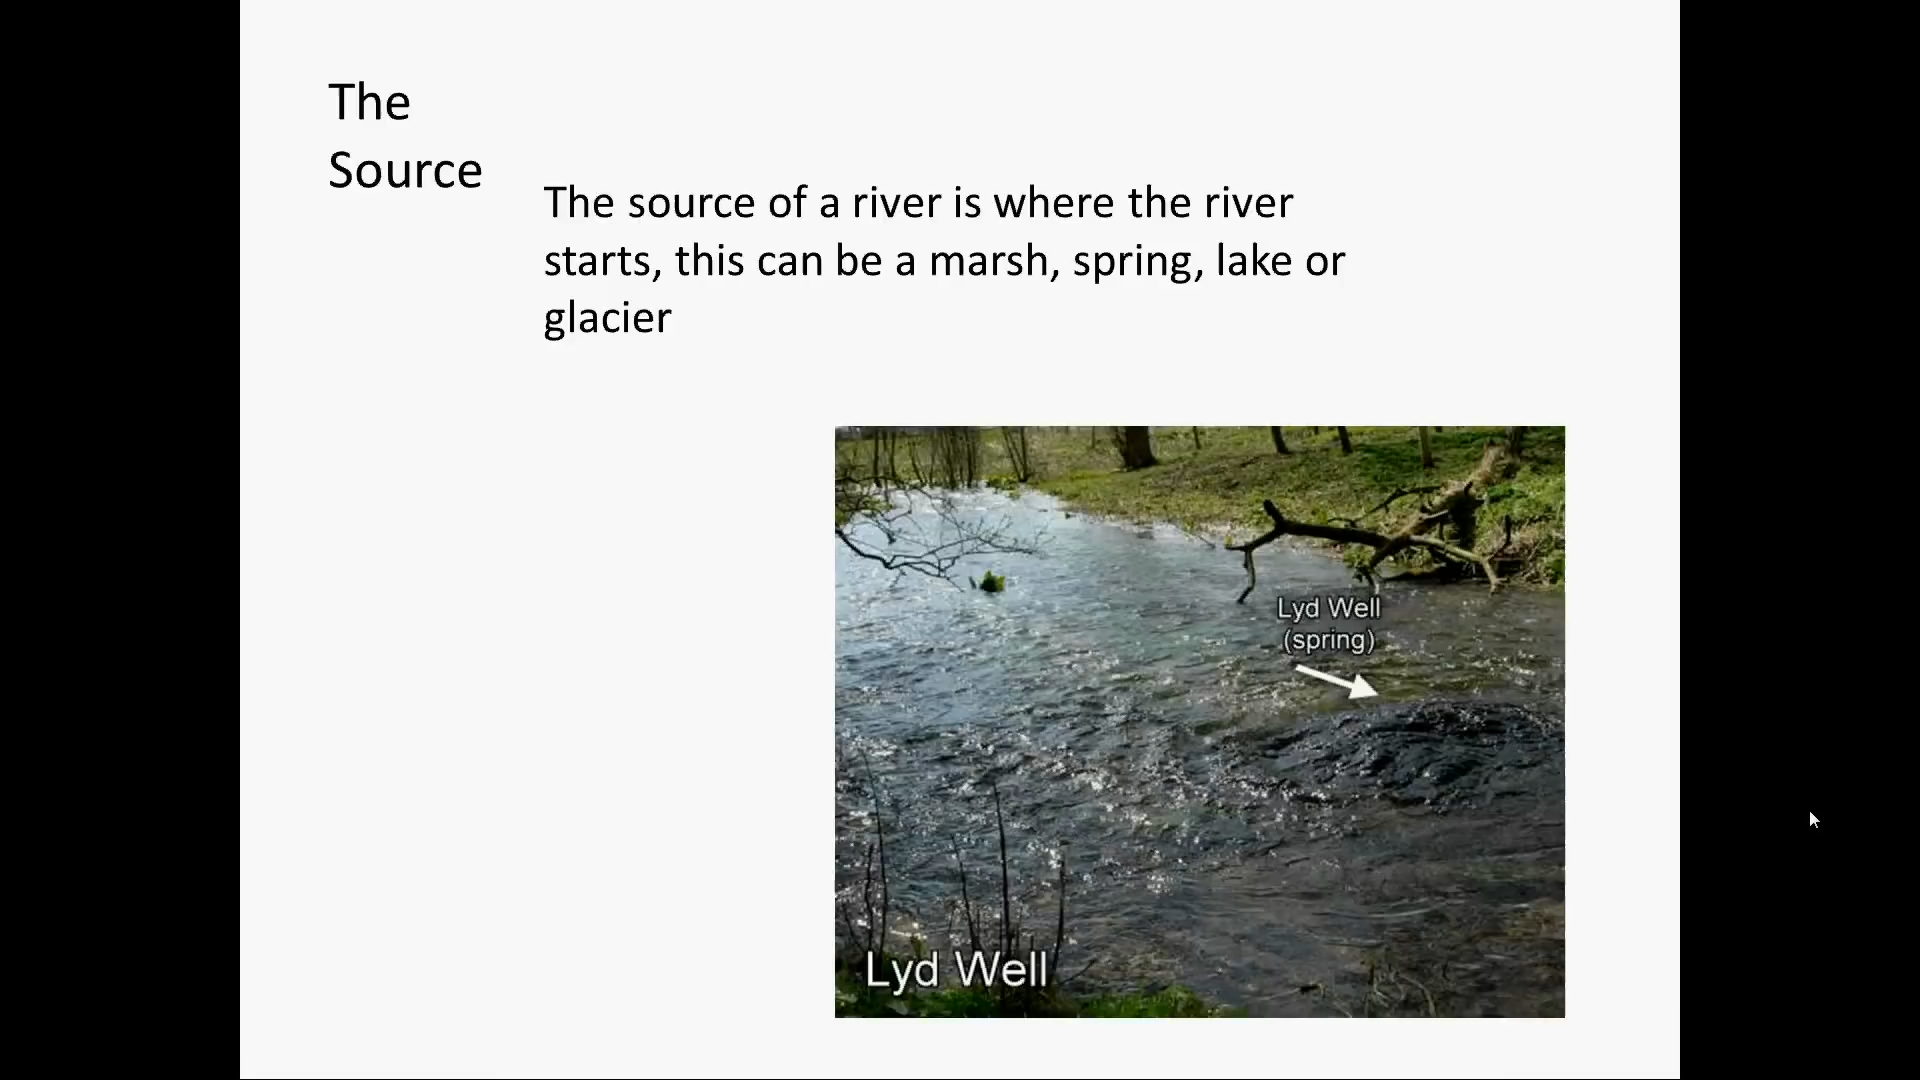 The
Source
The source of a river is where the river
starts, this can be a marsh, spring, lake or
glacier
Lyd Well
(spring)
Lyd Well